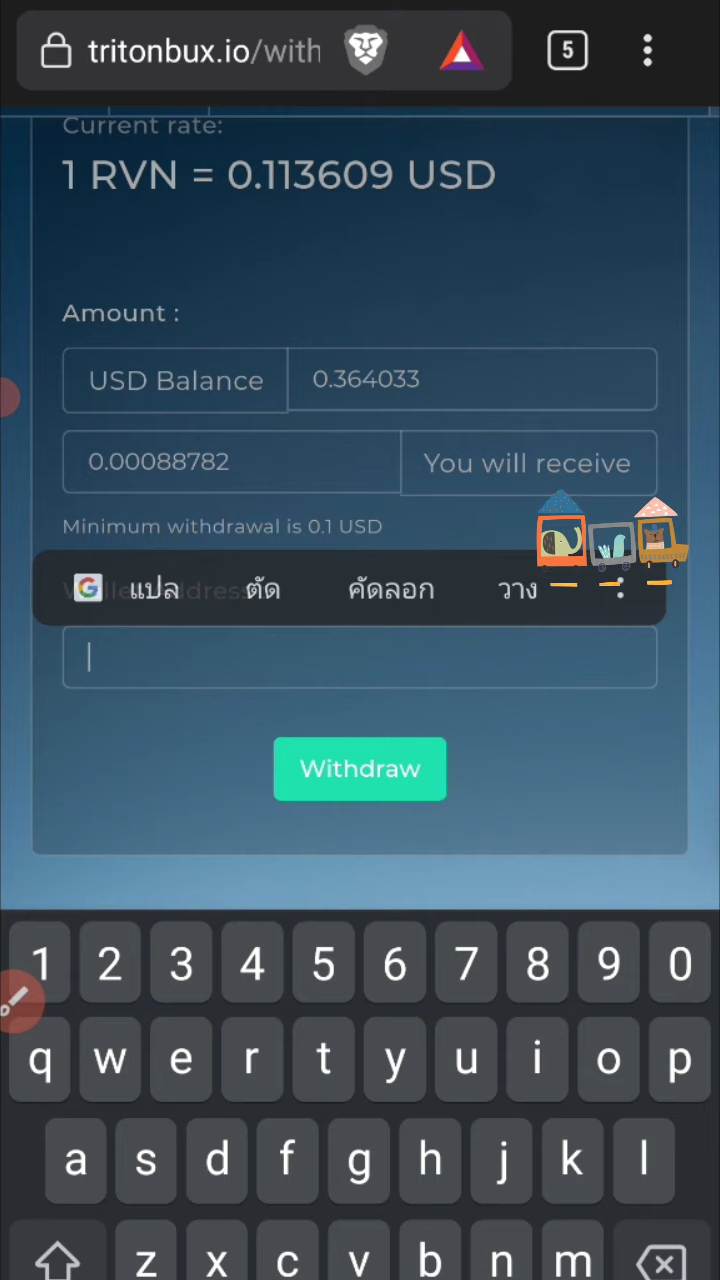 tritonbux.io/with
5
Current rate:
1 RVN = 0.113609 USD
Amount :
USD Balance 0.364033
0.00088782 You will receive
Minimum withdrawal is 0.1 USD
แปล ตัด คัดลอก วาง
Withdraw
1 2 3 4 5 6 7 8 9 0
q w e r t y u i o p
a s d f g h j k l
z x c v b n m